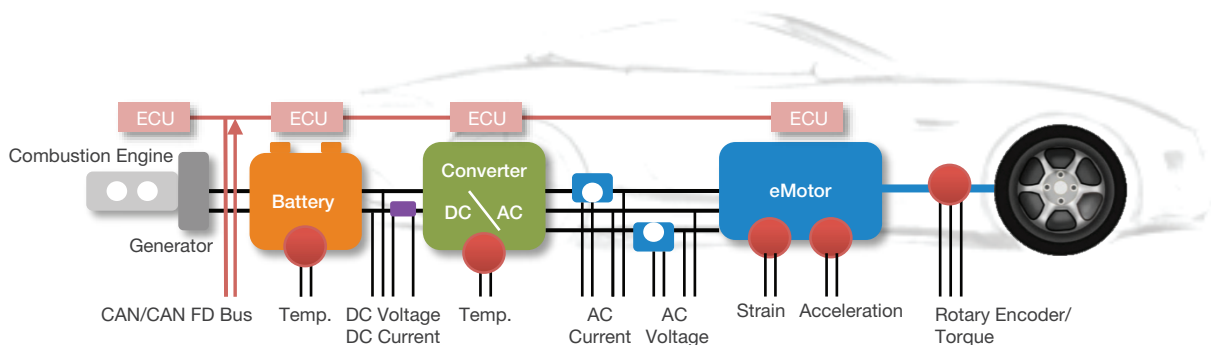 ECU
ECU
ECU
ECU
Combustion Engine
Generator
Battery
Converter
DC
AC
eMotor
CAN/CAN FD Bus
Temp.
DC Voltage
DC Current
Temp.
AC
Current
AC
Voltage
Strain
Acceleration
Rotary Encoder/
Torque